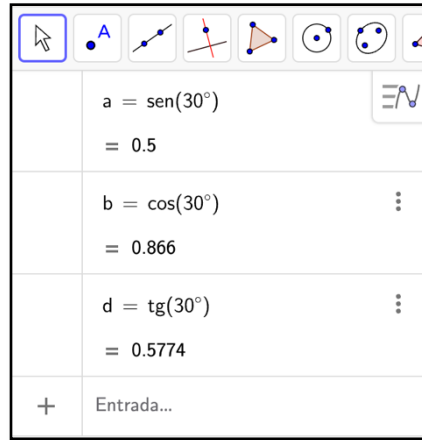 A
a = sen(30°)
= 0.5
b = cos(30°)
= 0.866
d = tg(30°)
= 0.5774
+ Entrada...